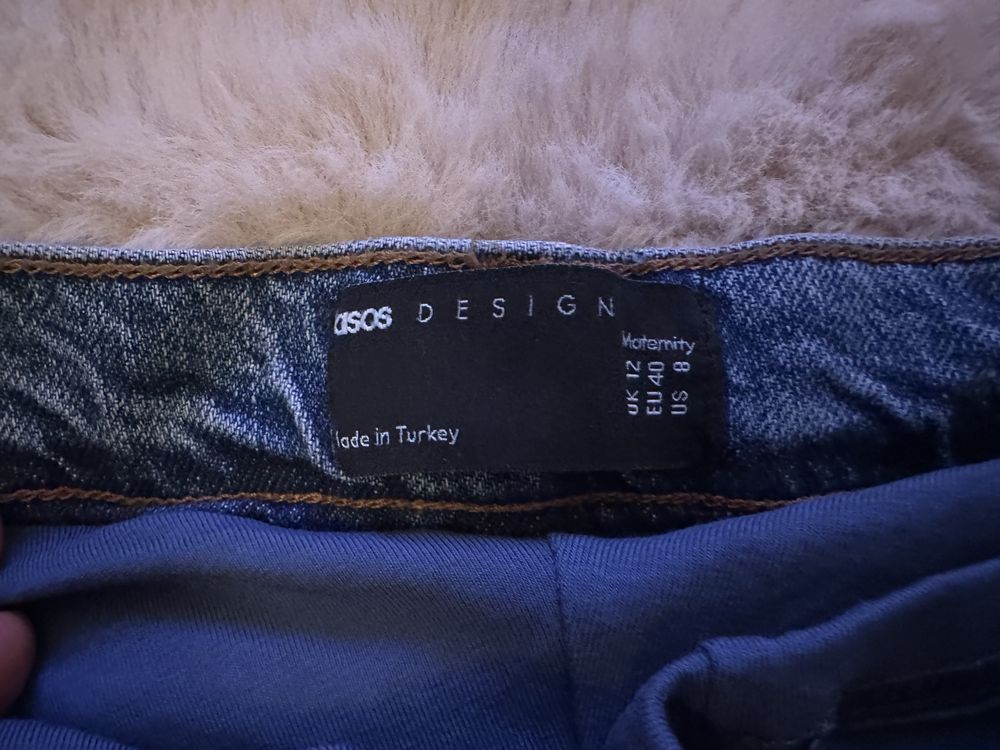 asos DESIGN
Maternity
UK 12
EU 40
US 8
ade in Turkey